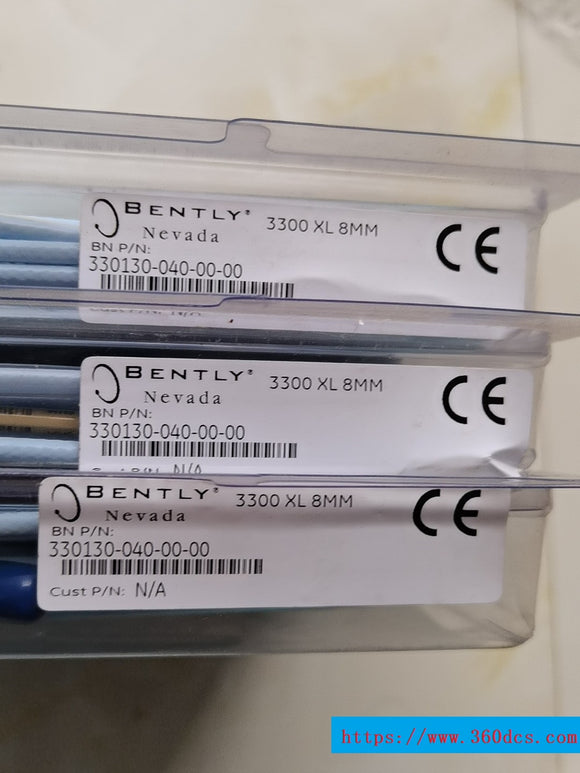 BENTLY® 3300 XL 8MM
Nevada
BN P/N:
330130-040-00-00
BENTLY® 3300 XL 8MM
Nevada
BN P/N:
330130-040-00-00
N/A
BENTLY® 3300 XL 8MM
Nevada
BN P/N:
330130-040-00-00
Cust P/N: N/A
CE
CE
CE
https://www.360dcs.com